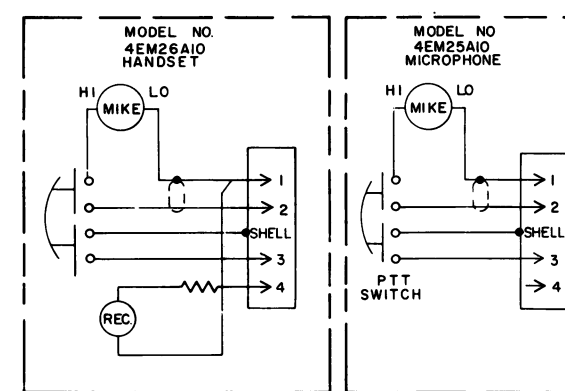 MODEL NO.
4EM26A10
HANDSET
HI
LO
MIKE
1
2
SHELL
3
4
REC.
MODEL NO
4EM25A10
MICROPHONE
HI
LO
MIKE
1
2
SHELL
3
4
PTT
SWITCH